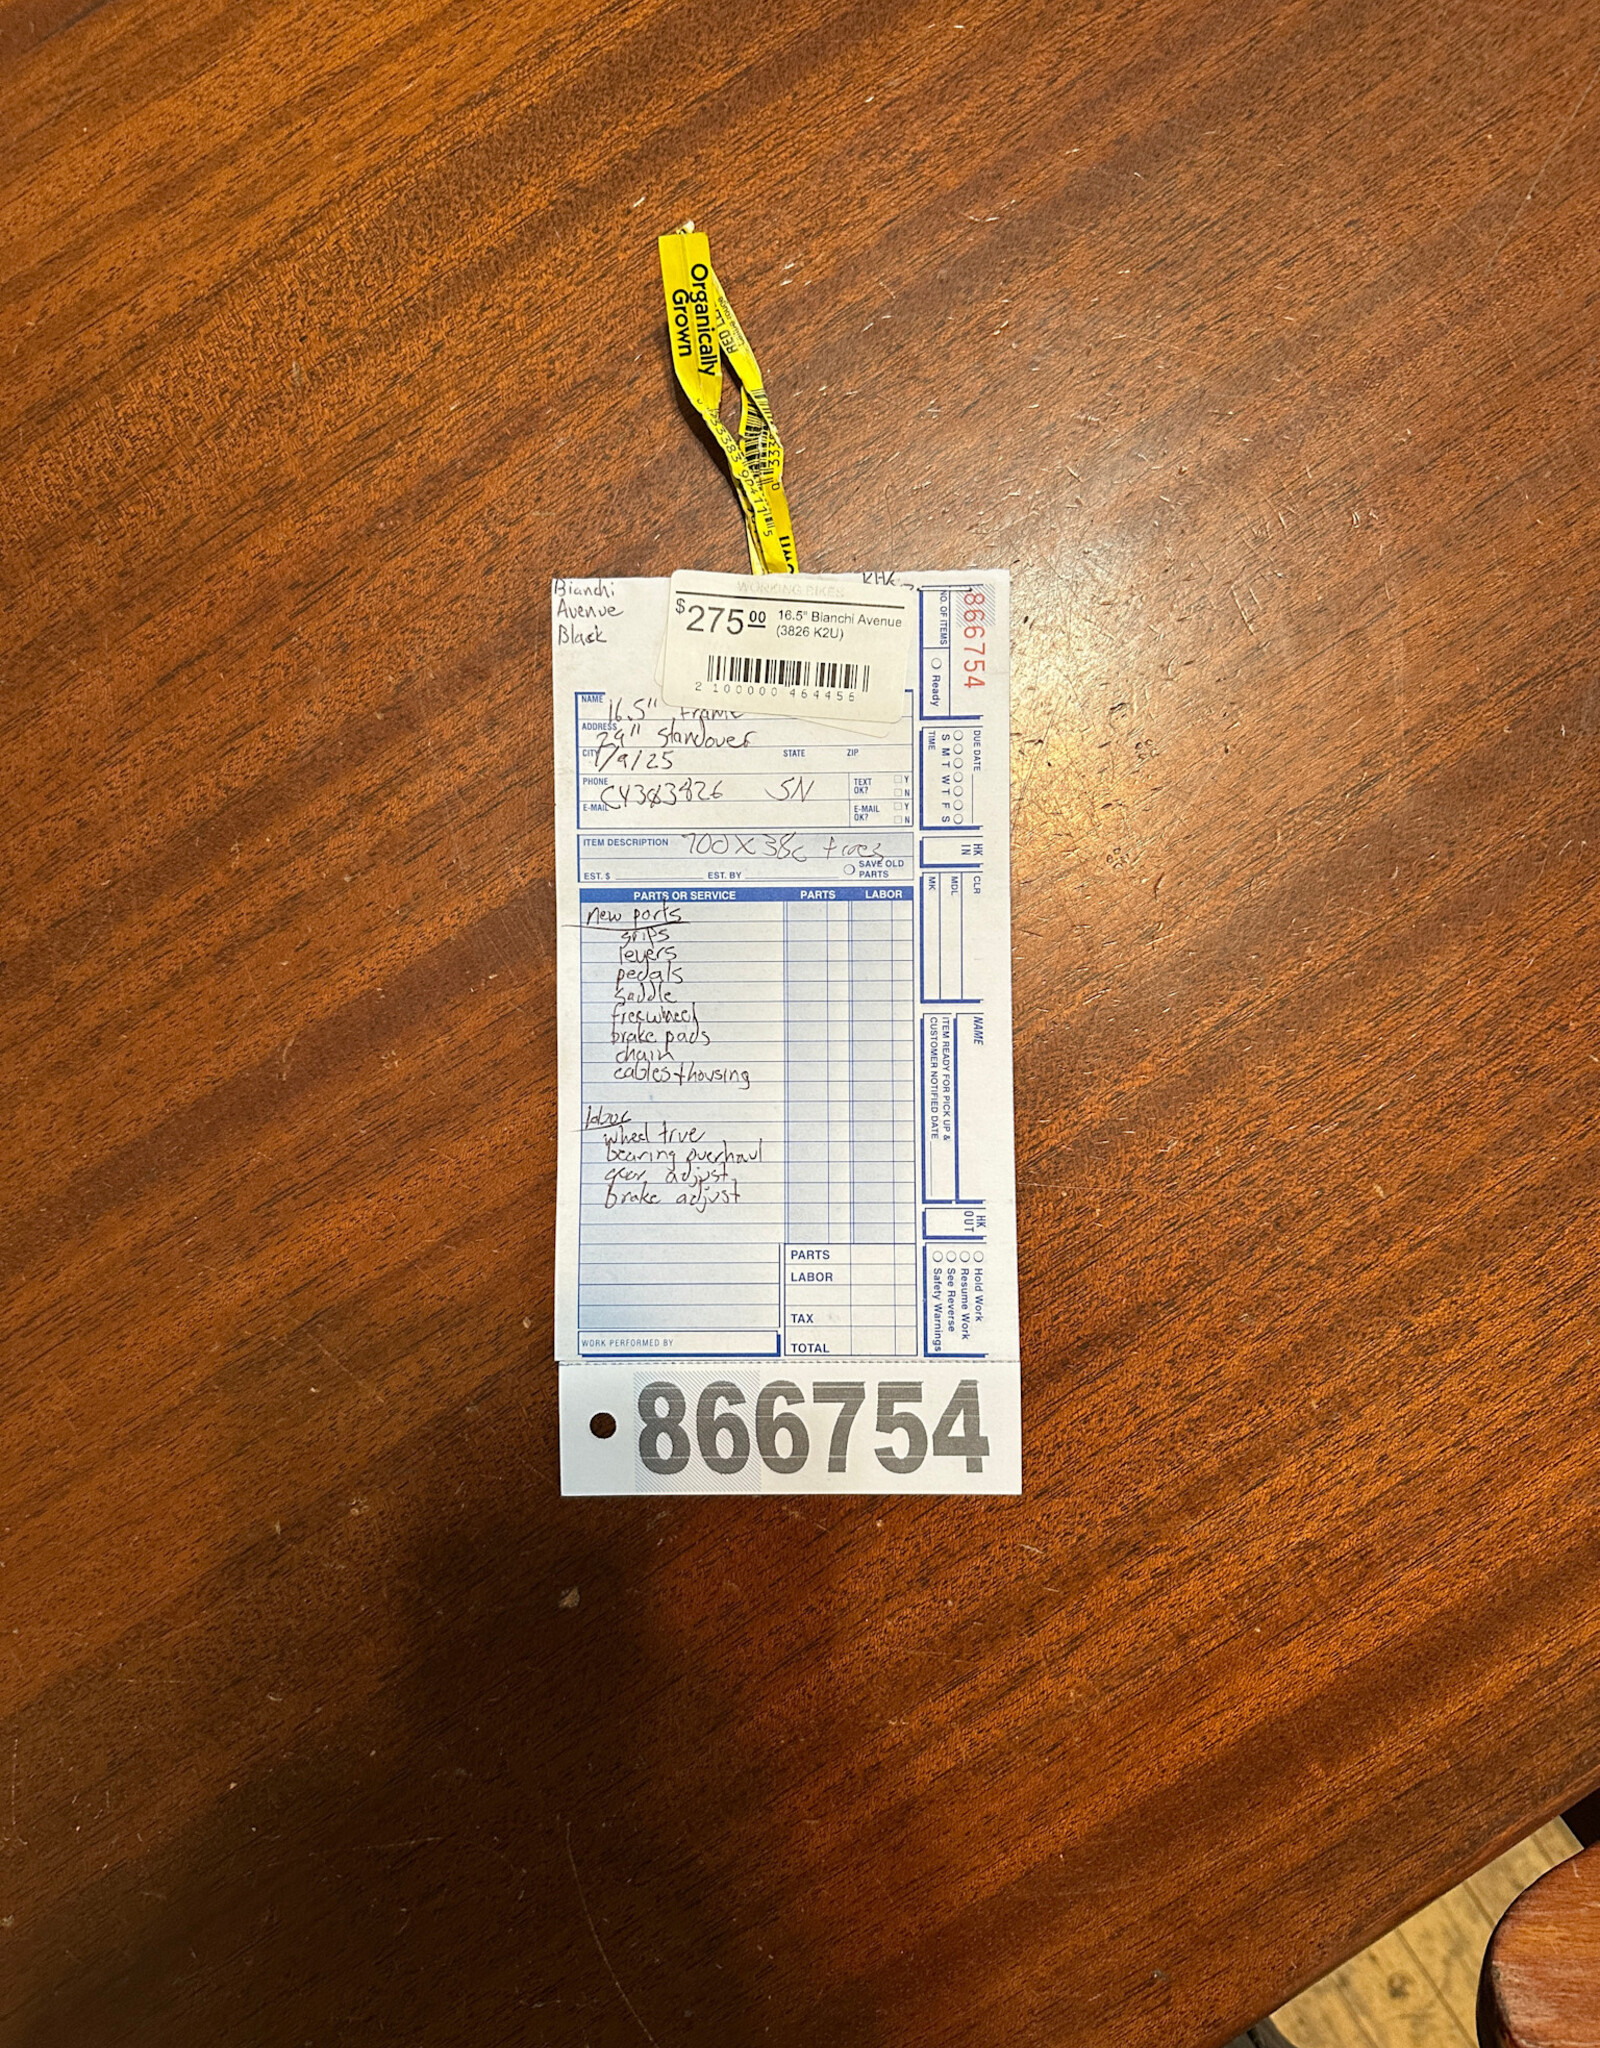 Organically
Grown
RED LE
33383 90411 5
Bianchi
Avenue
Black
WORKING BIKES
$275.00 16.5" Bianchi Avenue
(3826 K2U)
2 100000 464456
NAME 16.5" frame
ADDRESS 29" Standover
CITY 1/9/25 STATE ZIP
PHONE CY383826 SN TEXT OK? Y N
E-MAIL E-MAIL OK? Y N
ITEM DESCRIPTION 700 X 38c tires
EST. $ EST. BY SAVE OLD PARTS
PARTS OR SERVICE PARTS LABOR
new parts
grips
levers
pedals
saddle
freewheel
brake pads
chain
cables + housing
labor
wheel true
bearing overhaul
gear adjust
brake adjust
PARTS
LABOR
TAX
WORK PERFORMED BY TOTAL
866754
NO. OF ITEMS
Ready
DUE DATE
S M T W T F S
TIME
HK IN
CLR
MDL
MK
NAME
ITEM READY FOR PICK UP &
CUSTOMER NOTIFIED DATE
HK OUT
Hold Work
Resume Work
See Reverse
Safety Warnings
866754